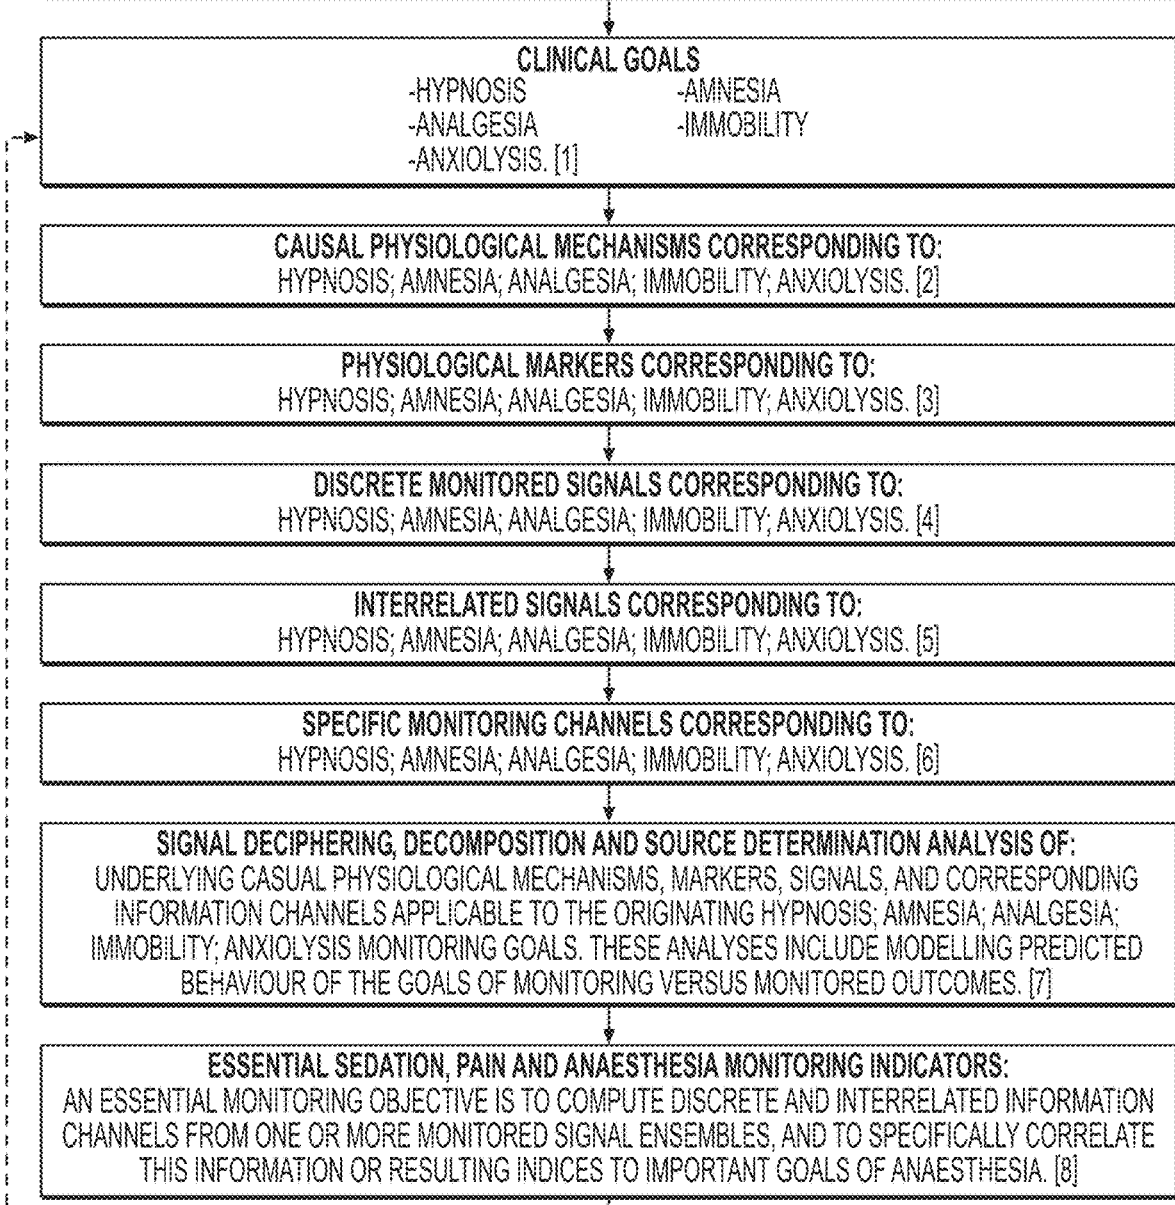 CLINICAL GOALS
-HYPNOSIS -AMNESIA
-ANALGESIA -IMMOBILITY
-ANXIOLYSIS. [1]
CAUSAL PHYSIOLOGICAL MECHANISMS CORRESPONDING TO:
HYPNOSIS; AMNESIA; ANALGESIA; IMMOBILITY; ANXIOLYSIS. [2]
PHYSIOLOGICAL MARKERS CORRESPONDING TO:
HYPNOSIS; AMNESIA; ANALGESIA; IMMOBILITY; ANXIOLYSIS. [3]
DISCRETE MONITORED SIGNALS CORRESPONDING TO:
HYPNOSIS; AMNESIA; ANALGESIA; IMMOBILITY; ANXIOLYSIS. [4]
INTERRELATED SIGNALS CORRESPONDING TO:
HYPNOSIS; AMNESIA; ANALGESIA; IMMOBILITY; ANXIOLYSIS. [5]
SPECIFIC MONITORING CHANNELS CORRESPONDING TO:
HYPNOSIS; AMNESIA; ANALGESIA; IMMOBILITY; ANXIOLYSIS. [6]
SIGNAL DECIPHERING, DECOMPOSITION AND SOURCE DETERMINATION ANALYSIS OF:
UNDERLYING CASUAL PHYSIOLOGICAL MECHANISMS, MARKERS, SIGNALS, AND CORRESPONDING
INFORMATION CHANNELS APPLICABLE TO THE ORIGINATING HYPNOSIS; AMNESIA; ANALGESIA;
IMMOBILITY; ANXIOLYSIS MONITORING GOALS. THESE ANALYSES INCLUDE MODELLING PREDICTED
BEHAVIOUR OF THE GOALS OF MONITORING VERSUS MONITORED OUTCOMES. [7]
ESSENTIAL SEDATION, PAIN AND ANAESTHESIA MONITORING INDICATORS:
AN ESSENTIAL MONITORING OBJECTIVE IS TO COMPUTE DISCRETE AND INTERRELATED INFORMATION
CHANNELS FROM ONE OR MORE MONITORED SIGNAL ENSEMBLES, AND TO SPECIFICALLY CORRELATE
THIS INFORMATION OR RESULTING INDICES TO IMPORTANT GOALS OF ANAESTHESIA. [8]